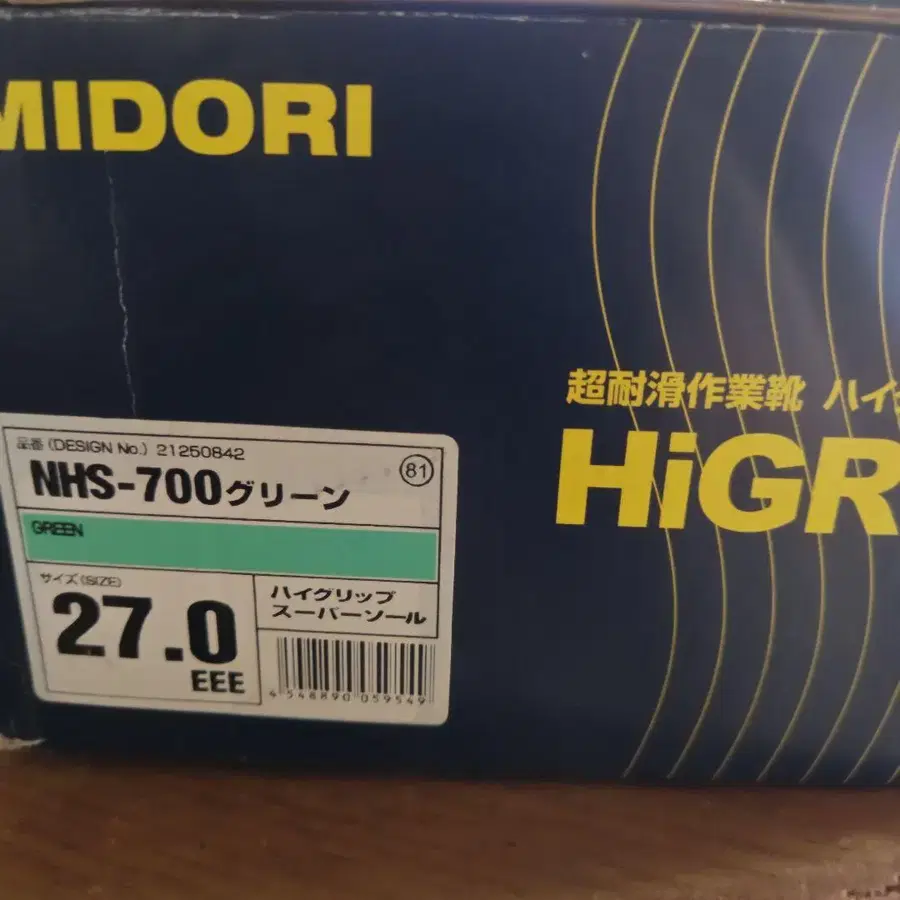 MIDORI
超耐滑作業靴 ハイ
HiGR
品番 (DESIGN No.) 21250842
NHS-700グリーン
81
GREEN
サイズ (SIZE)
27.0
EEE
ハイグリップ
スーパーソール
4 548890 059549